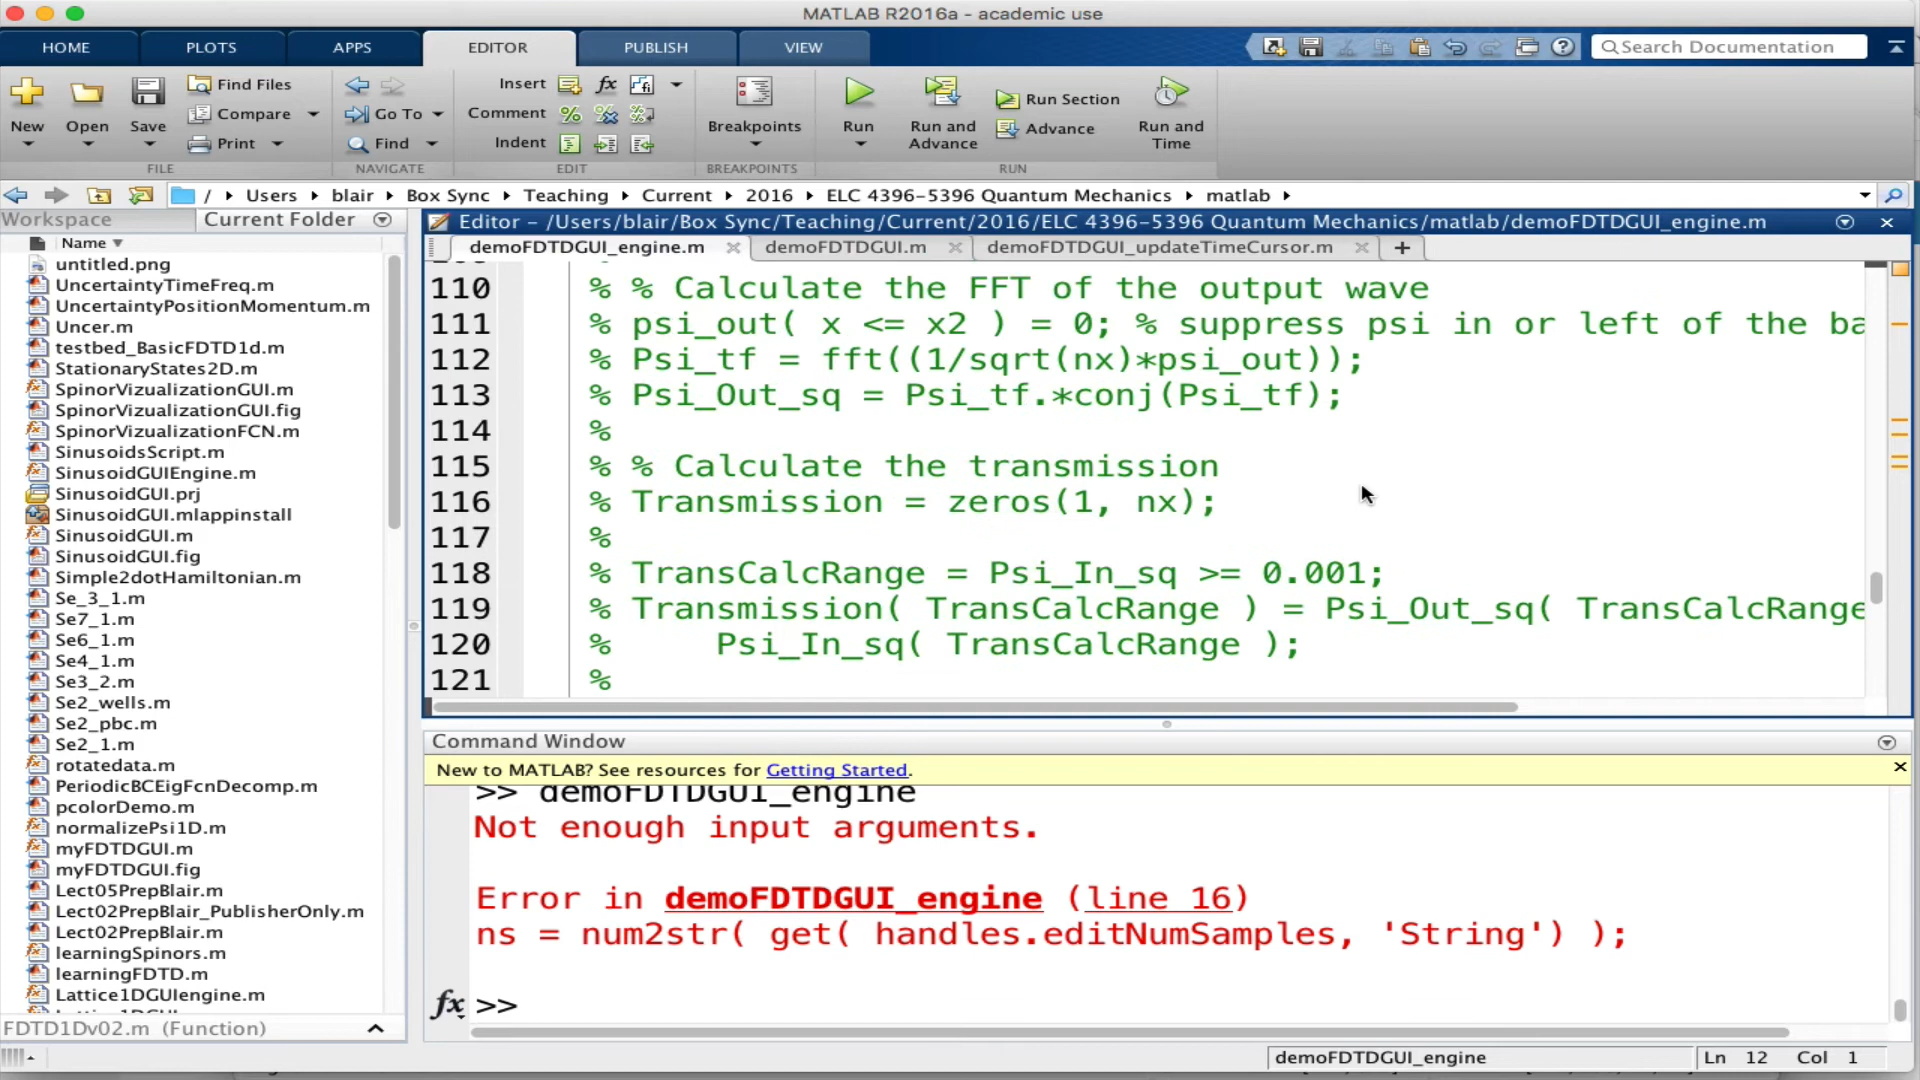 MATLAB R2016a - academic use
HOME PLOTS APPS EDITOR PUBLISH VIEW Search Documentation
New Open Save Find Files Compare Print FILE
Go To Find NAVIGATE
Insert fx Comment Indent EDIT
Breakpoints BREAKPOINTS
Run Run and Advance Run Section Advance Run and Time RUN
/ Users blair Box Sync Teaching Current 2016 ELC 4396-5396 Quantum Mechanics matlab
Workspace Current Folder
Name
untitled.png
UncertaintyTimeFreq.m
UncertaintyPositionMomentum.m
Uncer.m
testbed_BasicFDTD1d.m
StationaryStates2D.m
SpinorVizualizationGUI.m
SpinorVizualizationGUI.fig
SpinorVizualizationFCN.m
SinusoidsScript.m
SinusoidGUIEngine.m
SinusoidGUI.prj
SinusoidGUI.mlappinstall
SinusoidGUI.m
SinusoidGUI.fig
Simple2dotHamiltonian.m
Se_3_1.m
Se7_1.m
Se6_1.m
Se4_1.m
Se3_2.m
Se2_wells.m
Se2_pbc.m
Se2_1.m
rotatedata.m
PeriodicBCEigFcnDecomp.m
pcolorDemo.m
normalizePsi1D.m
myFDTDGUI.m
myFDTDGUI.fig
Lect05PrepBlair.m
Lect02PrepBlair_PublisherOnly.m
Lect02PrepBlair.m
learningSpinors.m
learningFDTD.m
Lattice1DGUIengine.m
FDTD1Dv02.m (Function)
Editor - /Users/blair/Box Sync/Teaching/Current/2016/ELC 4396-5396 Quantum Mechanics/matlab/demoFDTDGUI_engine.m
demoFDTDGUI_engine.m demoFDTDGUI.m demoFDTDGUI_updateTimeCursor.m +
110 % % Calculate the FFT of the output wave
111 % psi_out( x <= x2 ) = 0; % suppress psi in or left of the ba
112 % Psi_tf = fft((1/sqrt(nx)*psi_out));
113 % Psi_Out_sq = Psi_tf.*conj(Psi_tf);
114 %
115 % % Calculate the transmission
116 % Transmission = zeros(1, nx);
117 %
118 % TransCalcRange = Psi_In_sq >= 0.001;
119 % Transmission( TransCalcRange ) = Psi_Out_sq( TransCalcRange
120 % Psi_In_sq( TransCalcRange );
121 %
Command Window
New to MATLAB? See resources for Getting Started.
>> demoFDTDGUI_engine
Not enough input arguments.
Error in demoFDTDGUI_engine (line 16)
ns = num2str( get( handles.editNumSamples, 'String') );
fx >>
demoFDTDGUI_engine Ln 12 Col 1